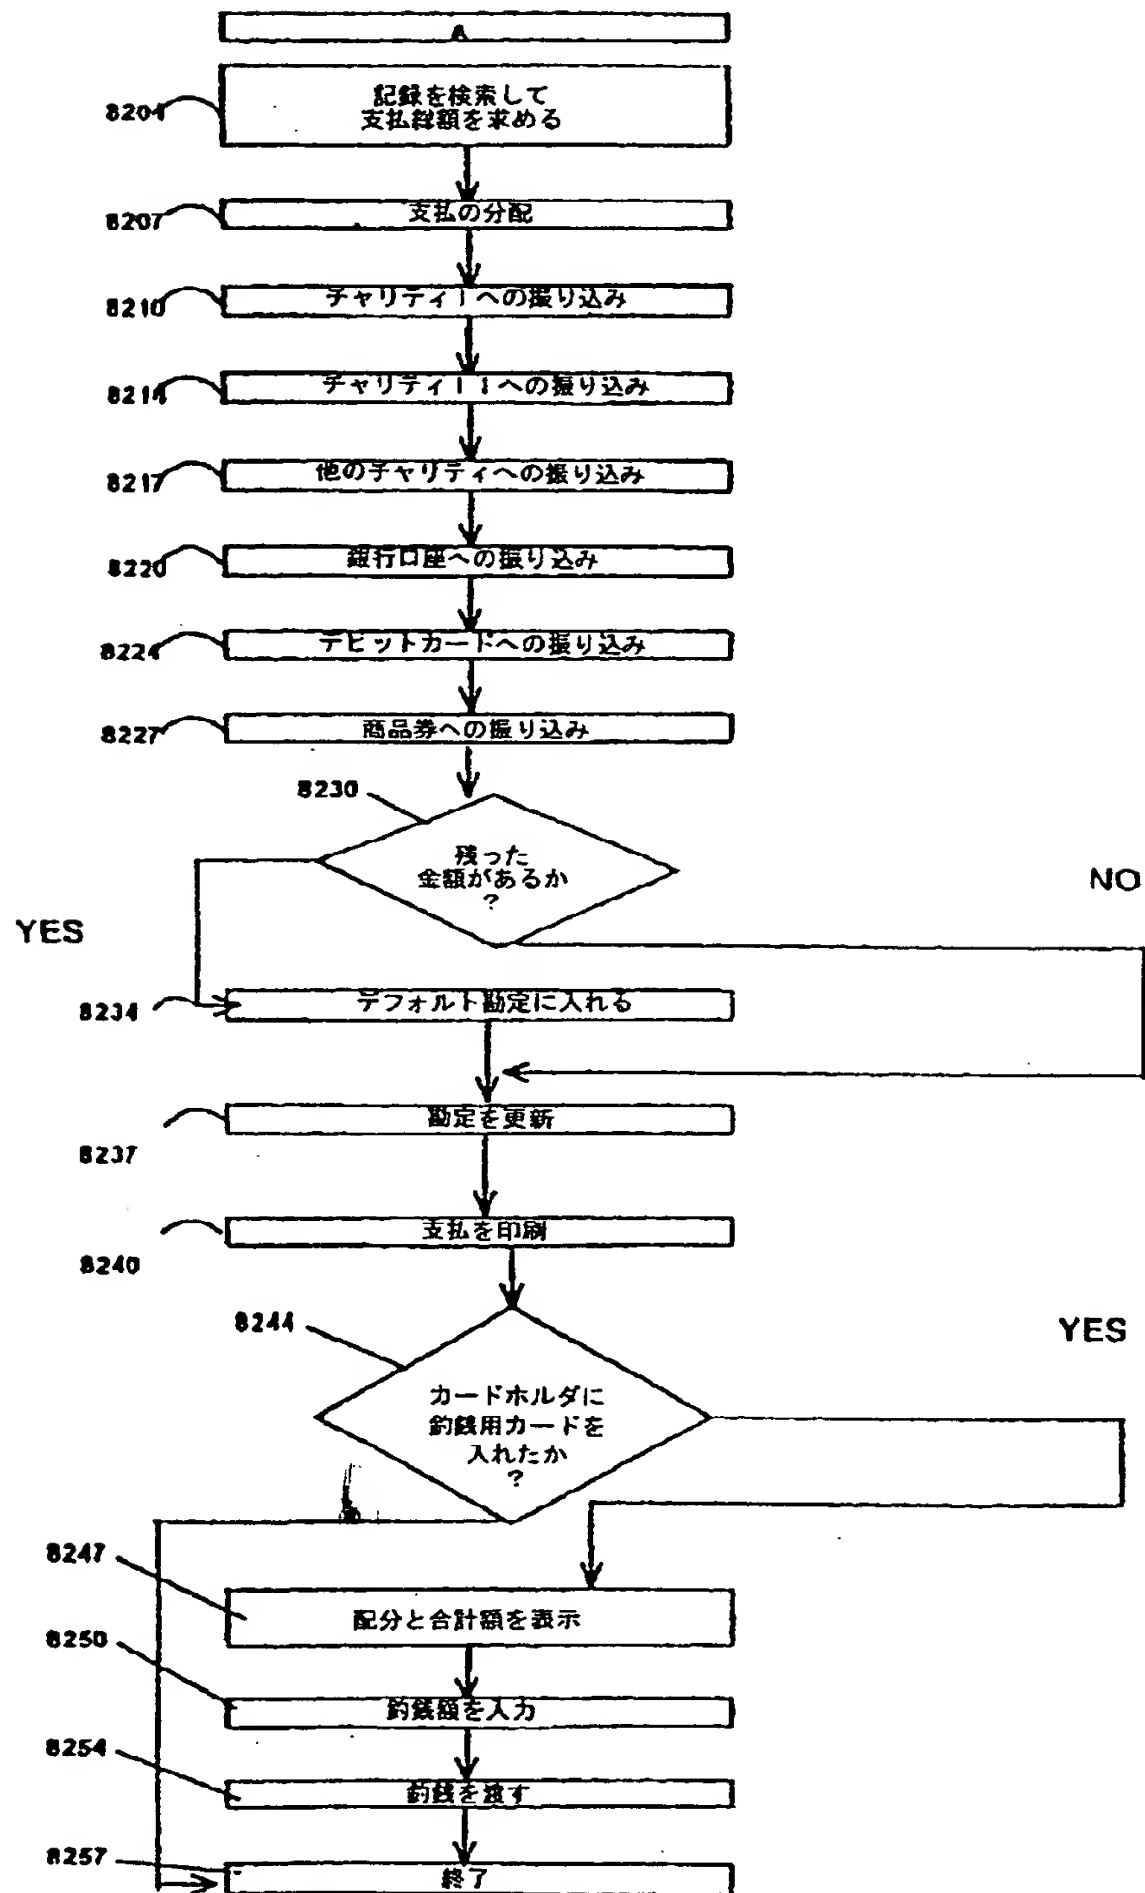 A
8204
記録を検索して
支払総額を求める
8207
支払の分配
8210
チャリティIへの振り込み
8214
チャリティIIへの振り込み
8217
他のチャリティへの振り込み
8220
銀行口座への振り込み
8224
デビットカードへの振り込み
8227
商品券への振り込み
8230
残った
金額があるか
?
NO
YES
8234
デフォルト勘定に入れる
勘定を更新
8237
支払を印刷
8240
8244
YES
カードホルダに
釣銭用カードを
入れたか
?
8247
配分と合計額を表示
8250
釣銭額を入力
8254
釣銭を渡す
8257
終了